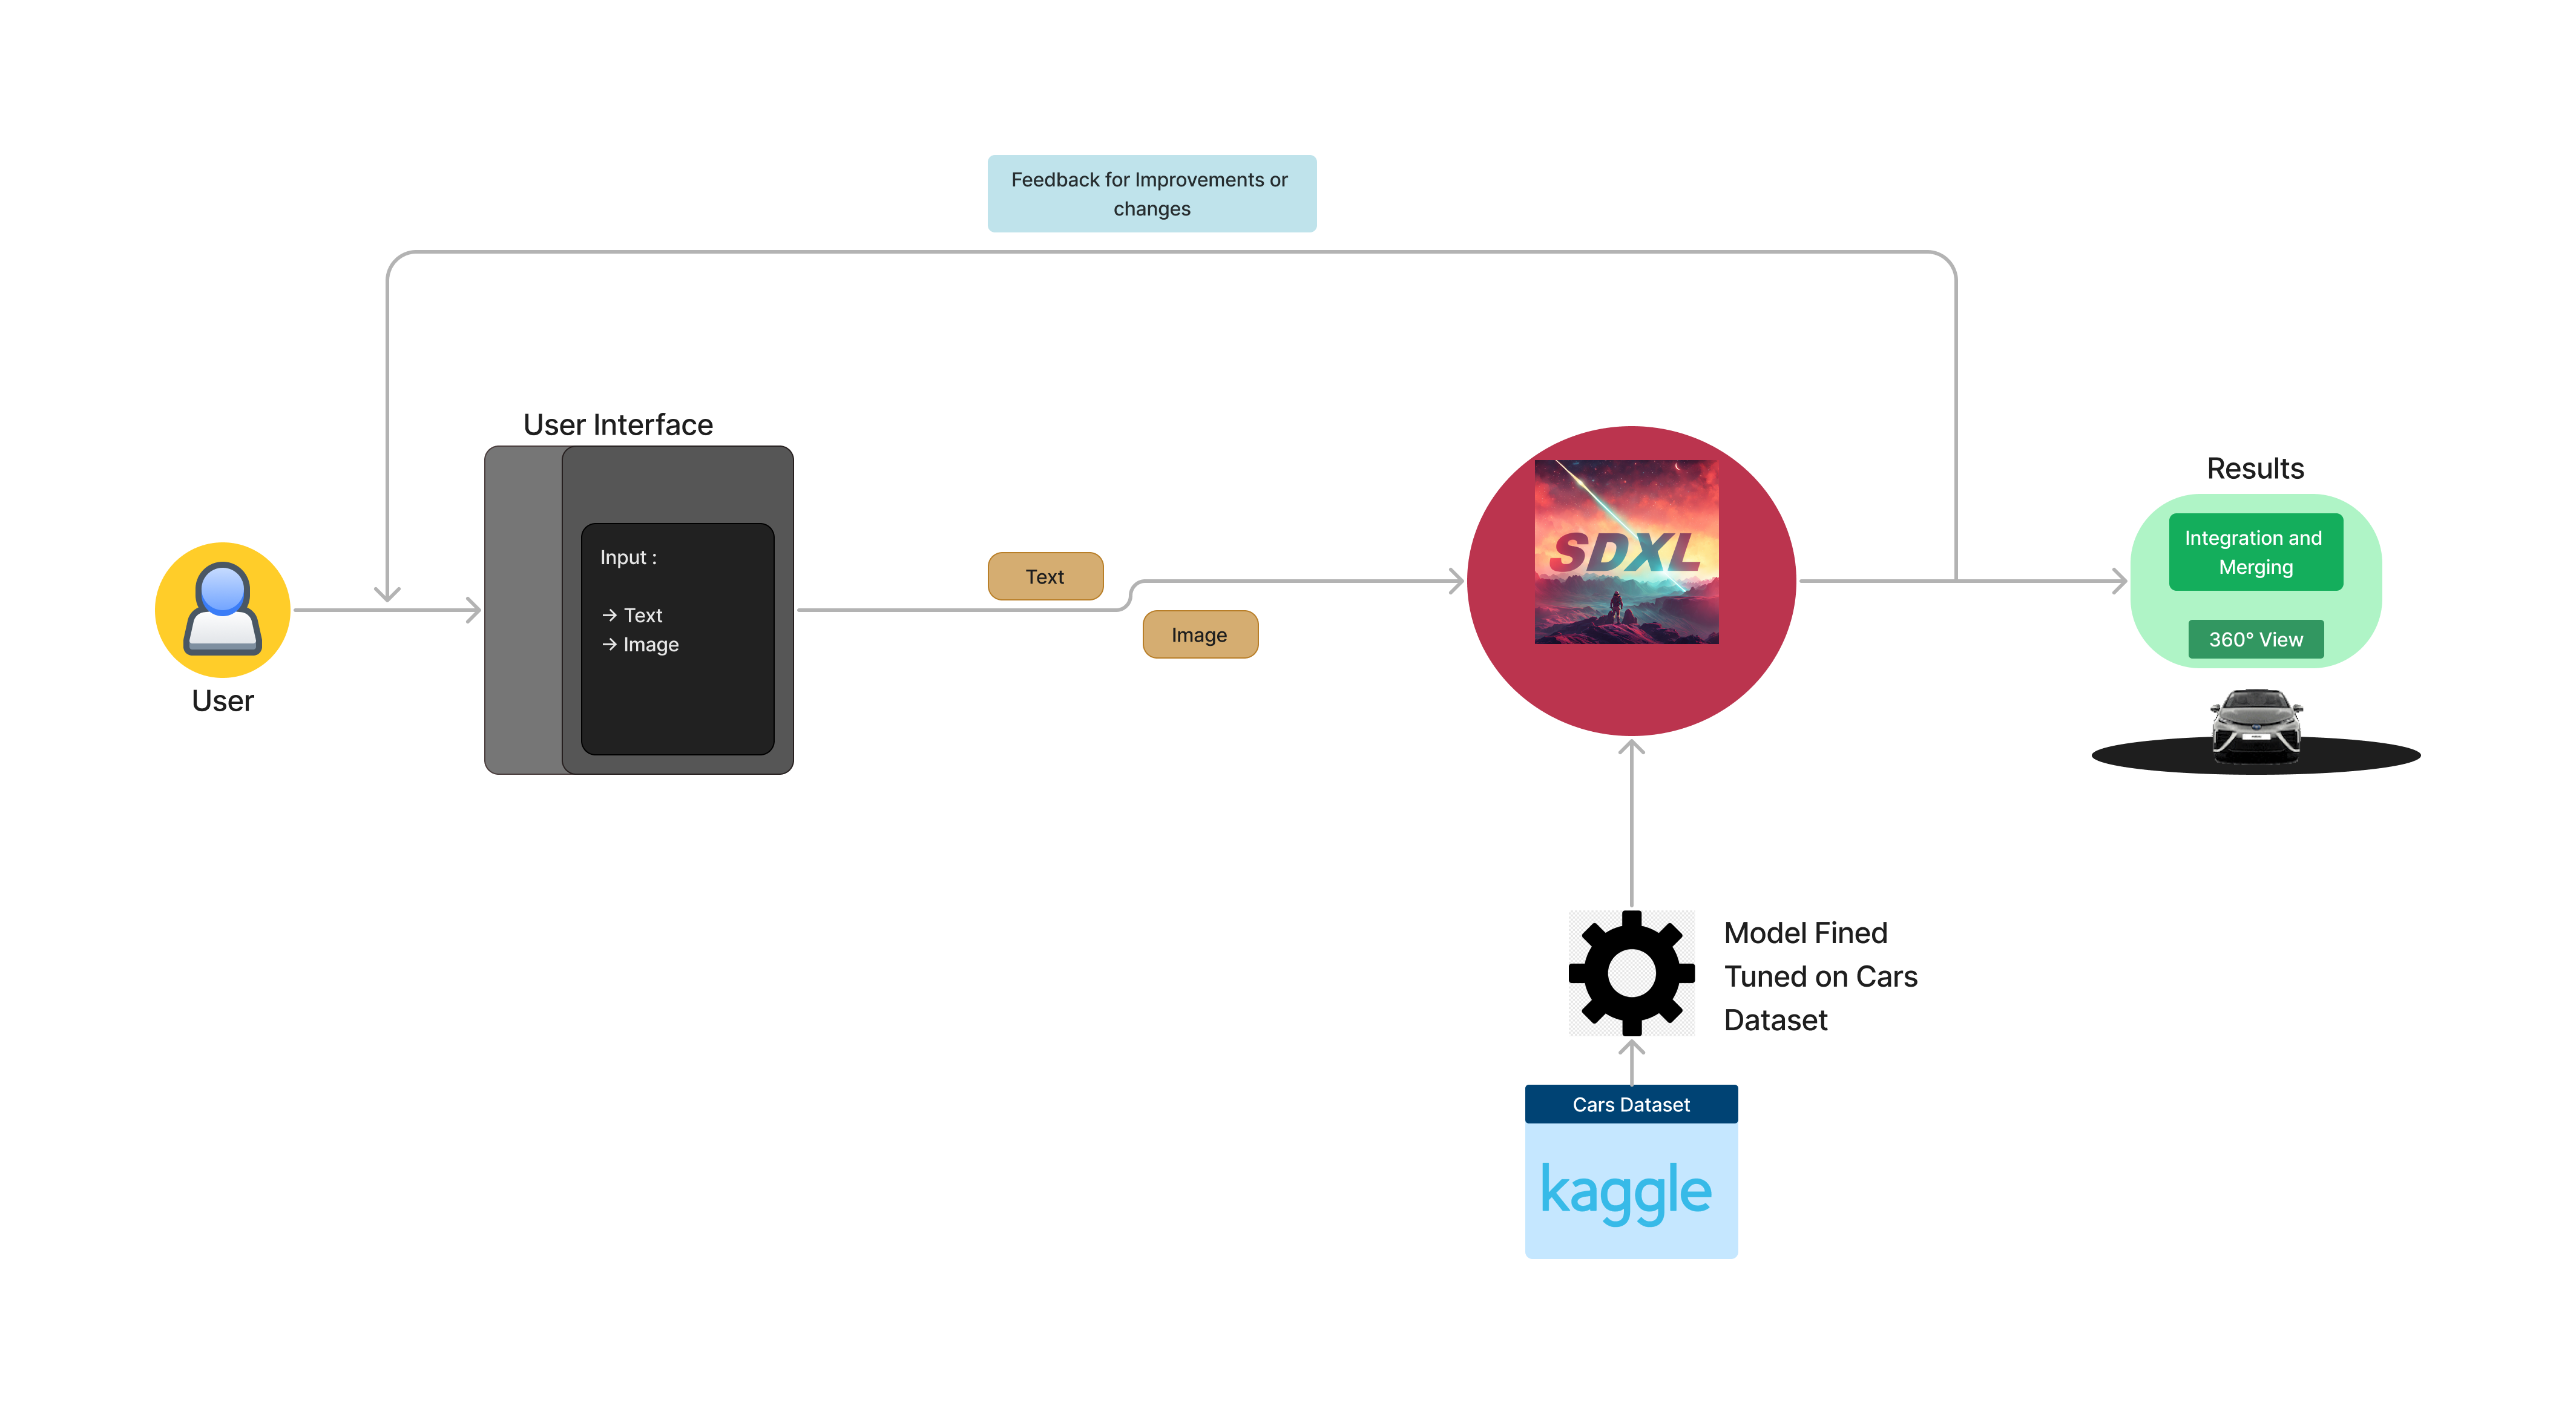 Feedback for Improvements or
changes
User Interface
Input :
→ Text
→ Image
User
Text
Image
SDXL
Results
Integration and
Merging
360° View
Model Fined
Tuned on Cars
Dataset
Cars Dataset
kaggle